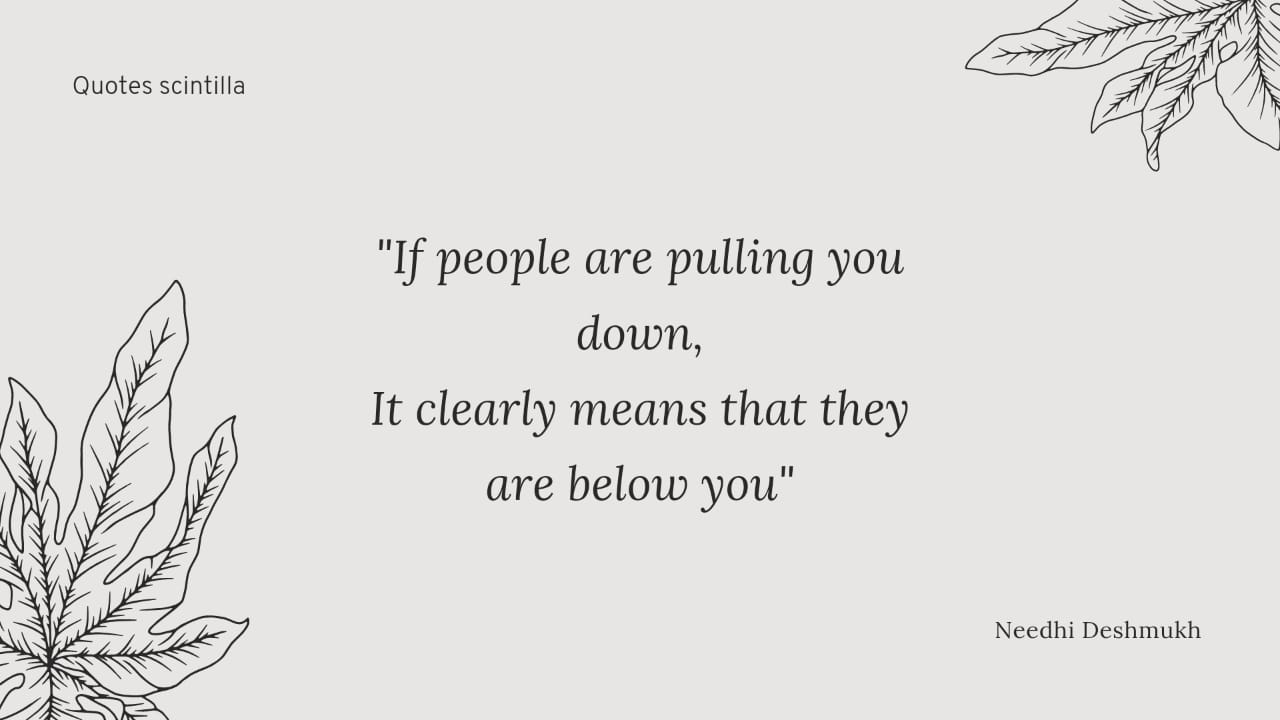 Quotes scintilla
"If people are pulling you
down,
It clearly means that they
are below you"
Needhi Deshmukh